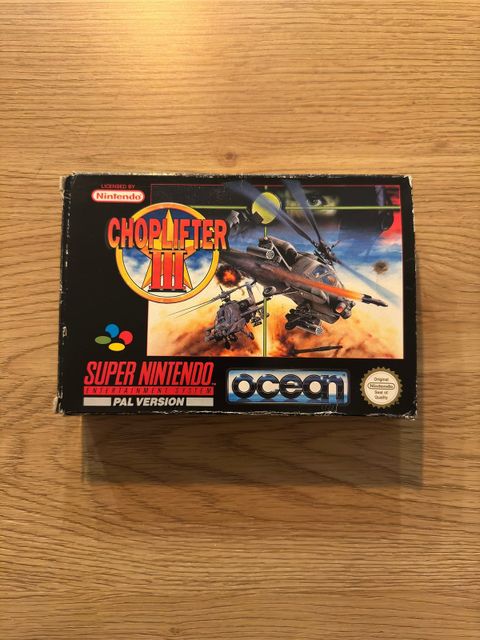 LICENSED BY
Nintendo
CHOPLIFTER
III
SUPER NINTENDO
ENTERTAINMENT SYSTEM
PAL VERSION
ocean
Original
Nintendo
Seal of
Quality